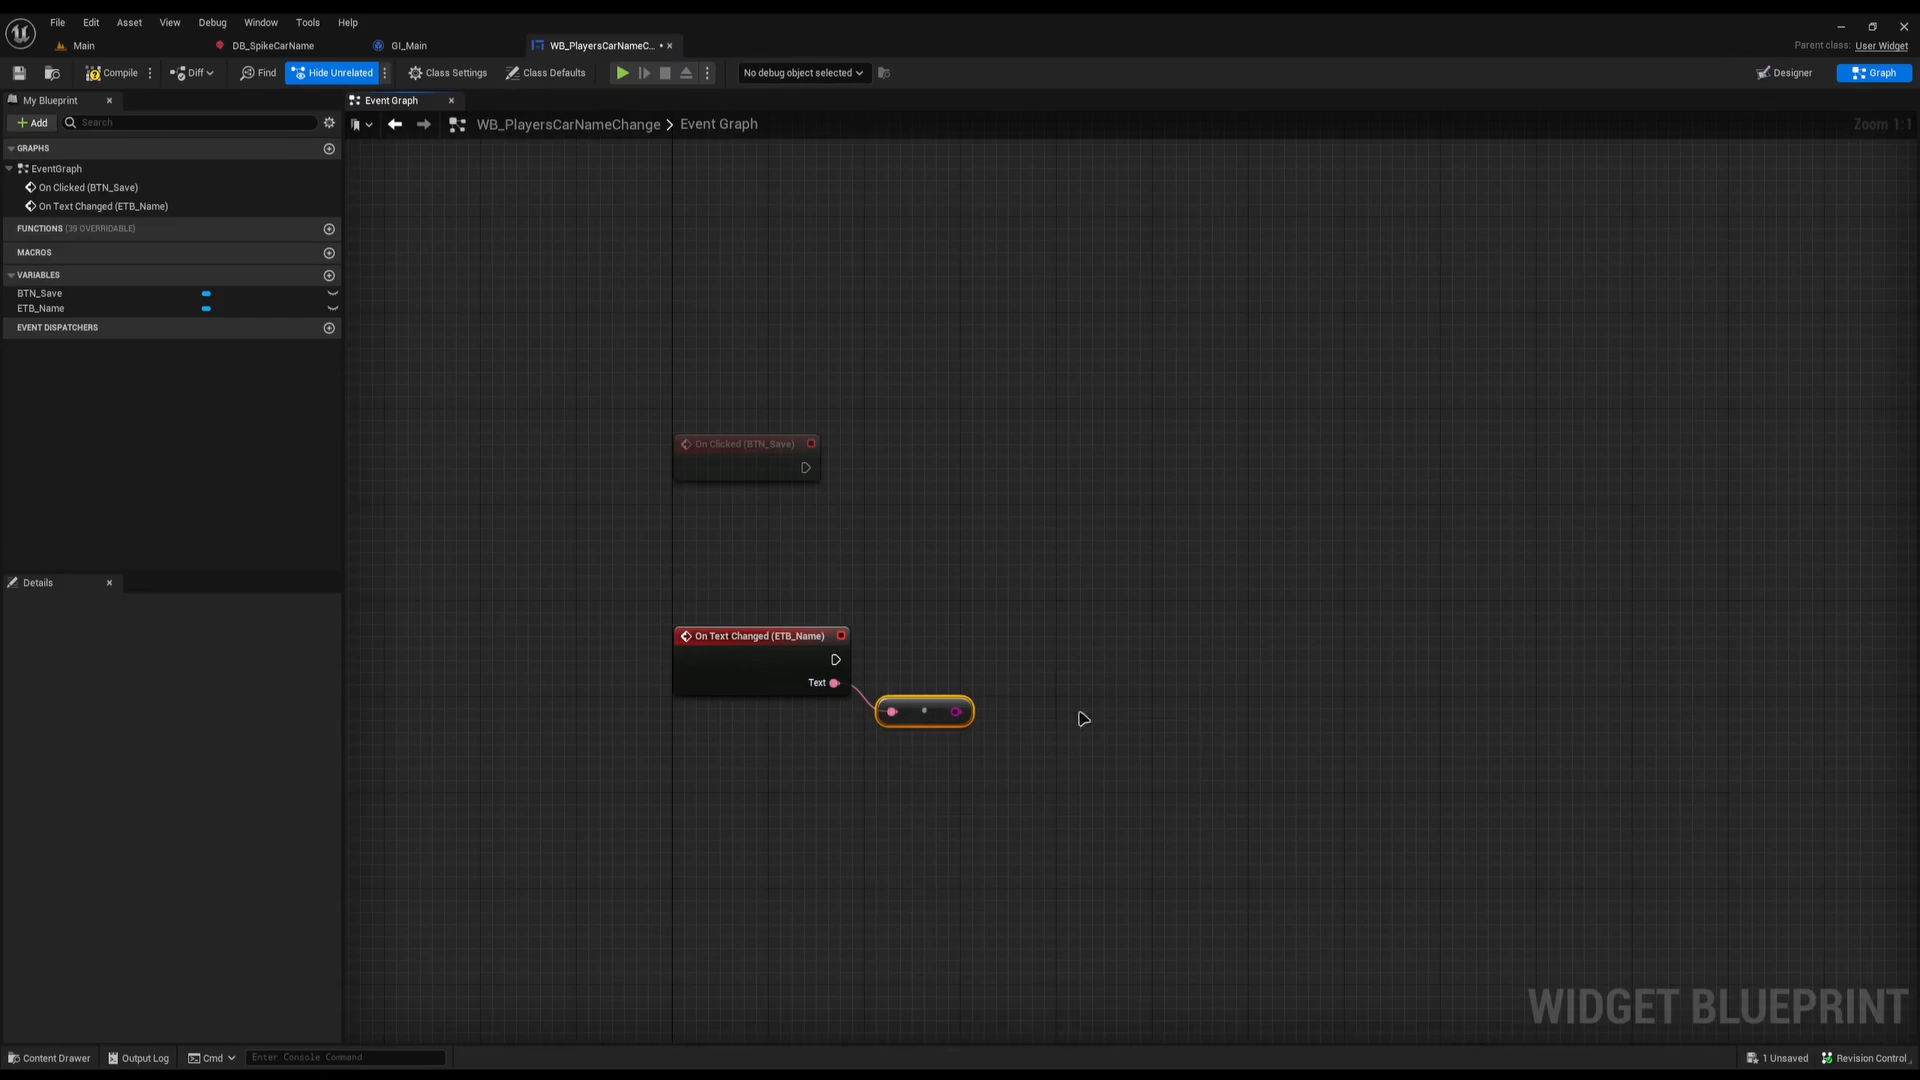 File Edit Asset View Debug Window Tools Help
Main DB_SpikeCarName GI_Main WB_PlayersCarNameC... •
Parent class: User Widget
Compile Diff Find Hide Unrelated Class Settings Class Defaults No debug object selected Designer Graph
My Blueprint Event Graph
Add Search WB_PlayersCarNameChange > Event Graph Zoom 1:1
GRAPHS
EventGraph
On Clicked (BTN_Save)
On Text Changed (ETB_Name)
FUNCTIONS (39 OVERRIDABLE)
MACROS
VARIABLES
BTN_Save
ETB_Name
EVENT DISPATCHERS
On Clicked (BTN_Save)
Details
On Text Changed (ETB_Name)
Text
WIDGET BLUEPRINT
Content Drawer Output Log Cmd Enter Console Command 1 Unsaved Revision Control